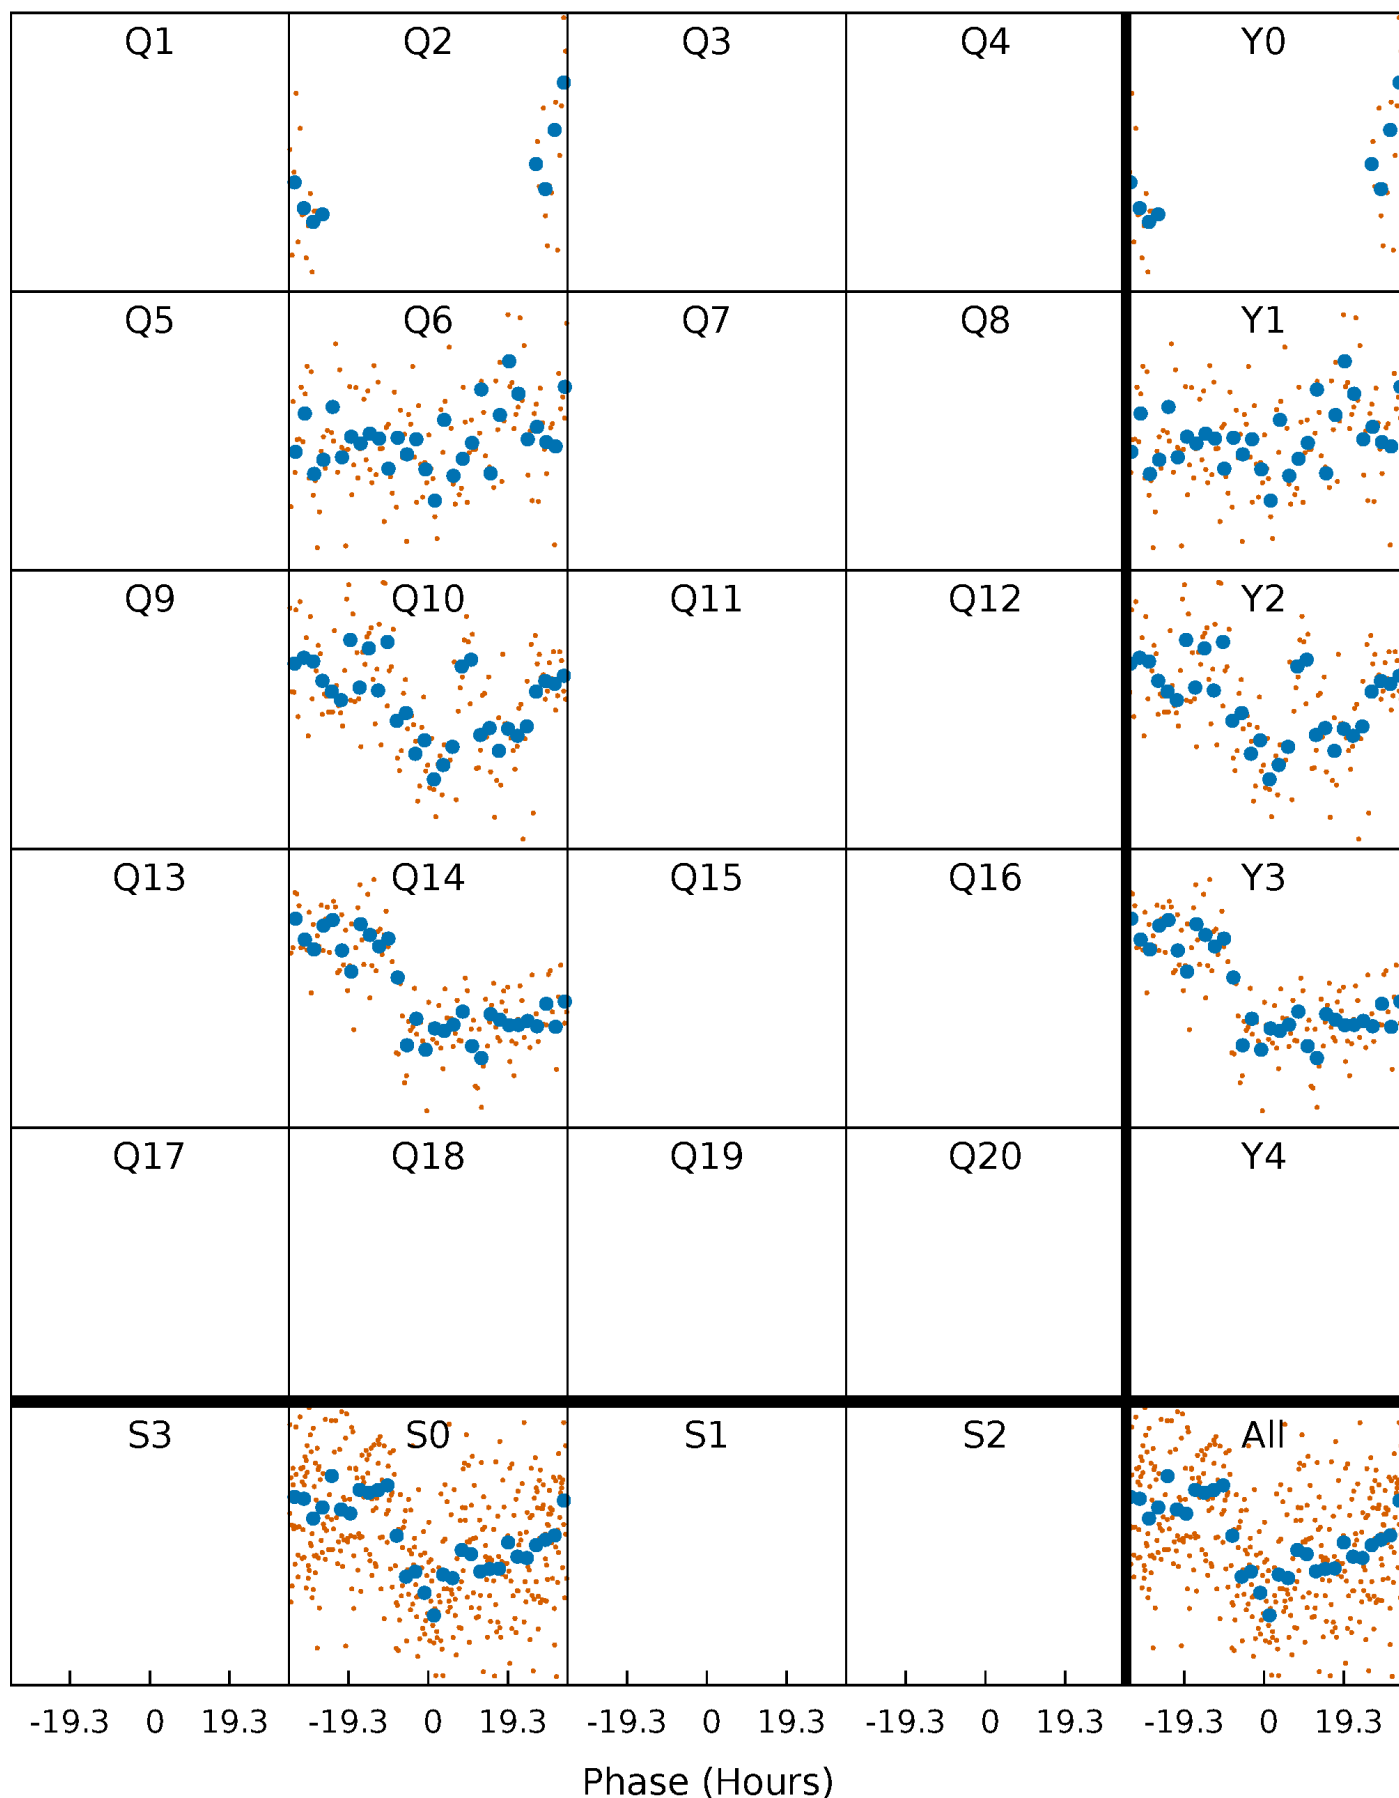 Q1 Q2 Q3 Q4 Y0
Q5 Q6 Q7 Q8 Y1
Q9 Q10 Q11 Q12 Y2
Q13 Q14 Q15 Q16 Y3
Q17 Q18 Q19 Q20 Y4
S3 S0 S1 S2 All
-19.3 0 19.3 -19.3 0 19.3 -19.3 0 19.3 -19.3 0 19.3 -19.3 0 19.3
Phase (Hours)